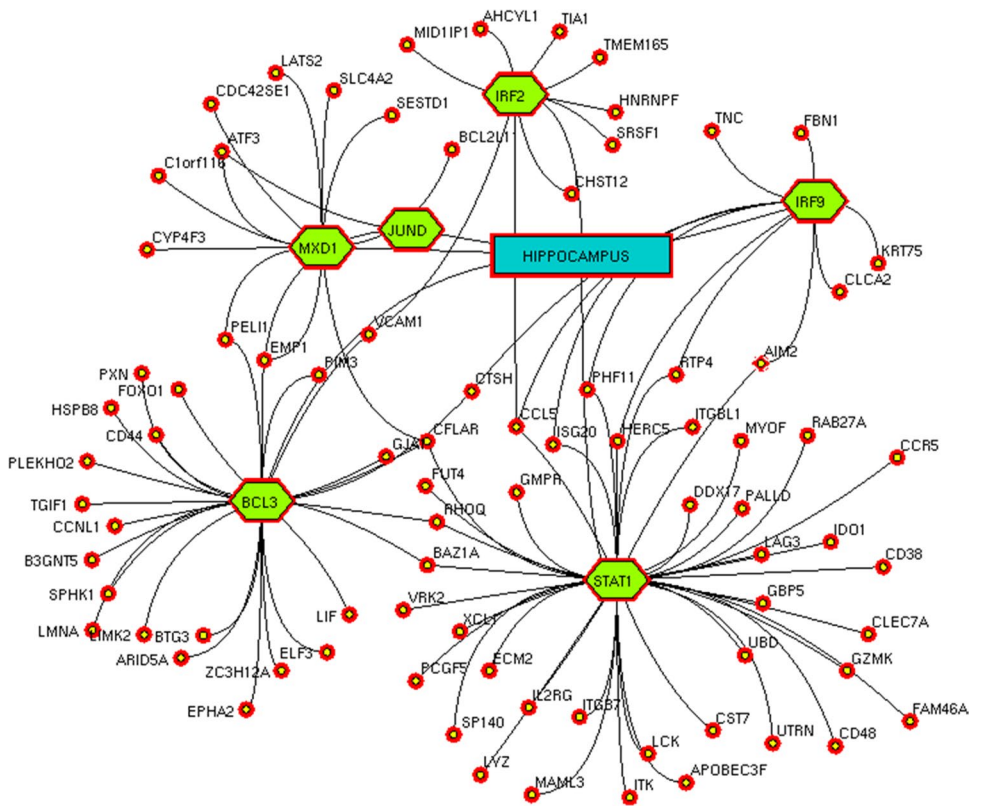 AHCYL1
MID1IP1
TIA1
TMEM165
LATS2
SLC4A2
CDC42SE1
SESTD1
IRF2
HNRNPF
TNC
FBN1
ATF3
BCL2L1
SRSF1
C1orf116
CHST12
IRF9
JUND
CYP4F3
MXD1
HIPPOCAMPUS
KRT75
CLCA2
PELI1
VCAM1
EMP1
PIM3
PHF11
RTP4
AIM2
PXN
FOXO1
CTSH
HSPB8
CD44
CFLAR
CCL5
ISG20
HERC5
ITGBL1
MYOF
RAB27A
GJA1
CCR5
PLEKHO2
FUT4
GMPR
DDX17
PALLD
TGIF1
BCL3
CCNL1
RHOQ
IDO1
B3GNT5
BAZ1A
LAG3
CD38
SPHK1
STAT1
GBP5
LMNA
LIMK2
BTG3
LIF
VRK2
XCL1
CLEC7A
ARID5A
ZC3H12A
ELF3
PCGF5
ECM2
UBD
GZMK
EPHA2
SP140
IL2RG
ITGB7
CST7
FAM46A
UTRN
CD48
LYZ
LCK
MAML3
ITK
APOBEC3F